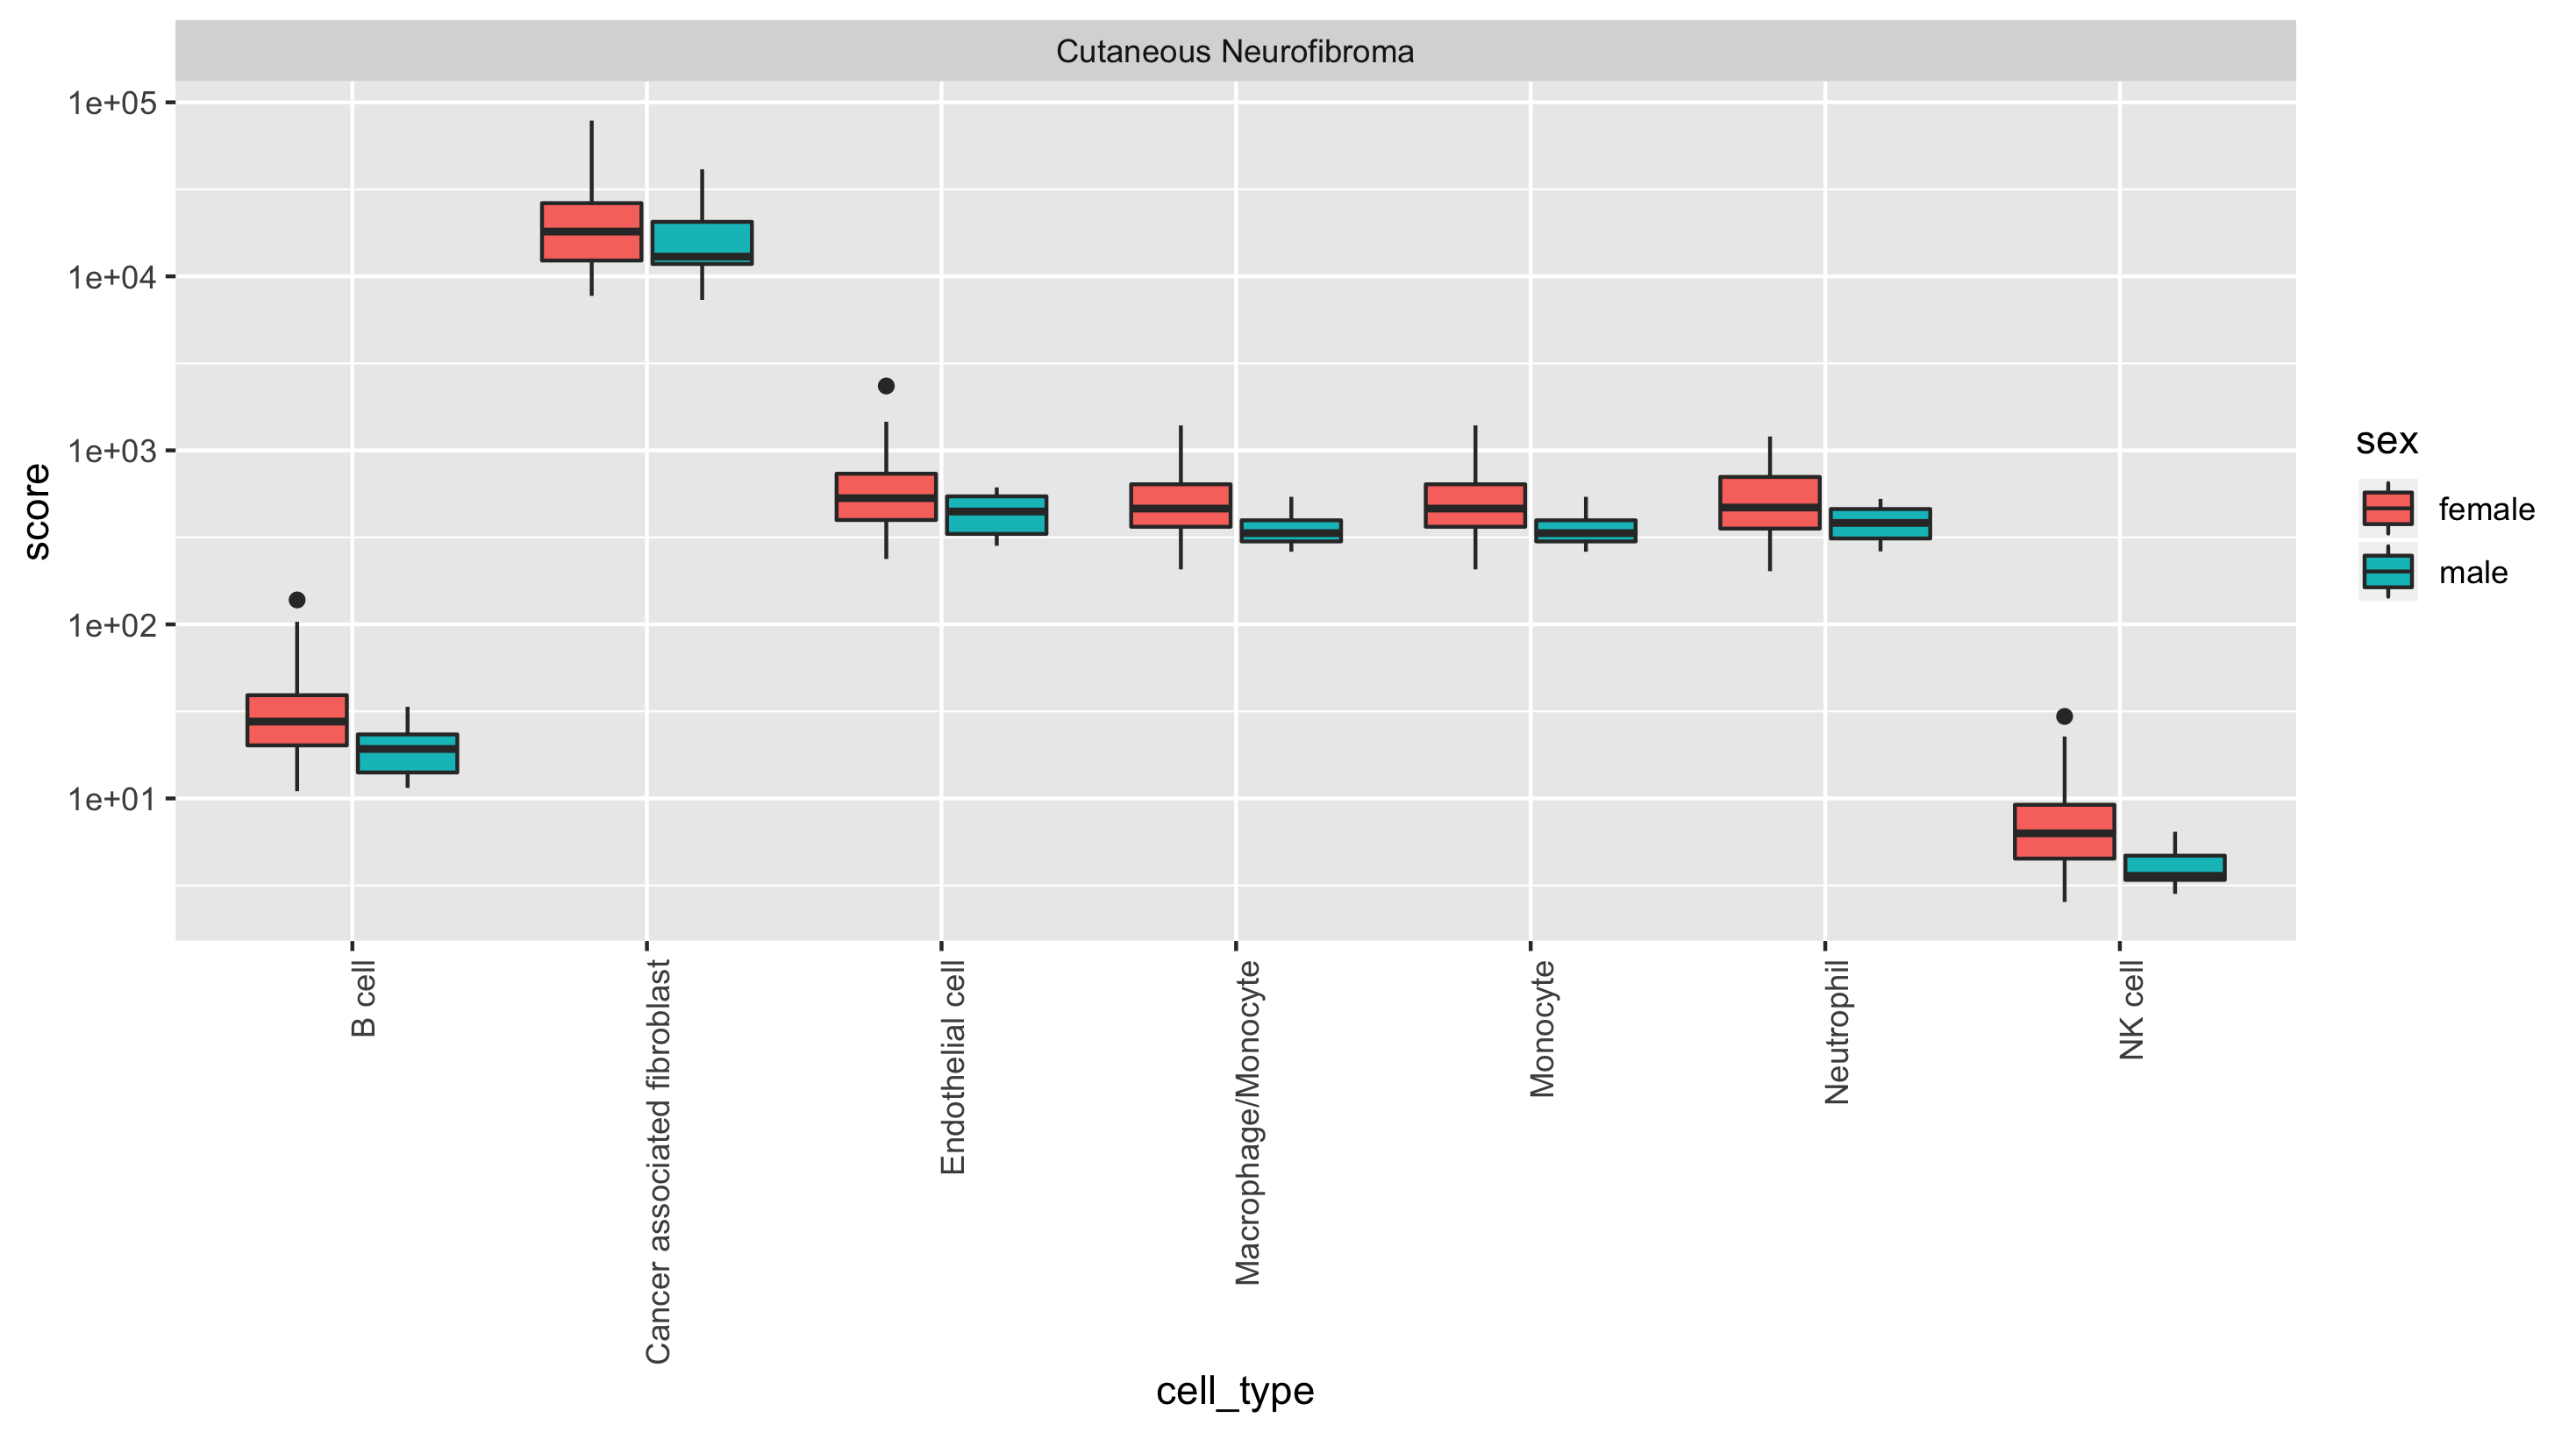 Cutaneous Neurofibroma
1e+05
1e+04
1e+03
1e+02
1e+01
score
B cell
Cancer associated fibroblast
Endothelial cell
Macrophage/Monocyte
Monocyte
Neutrophil
NK cell
cell_type
sex
female
male